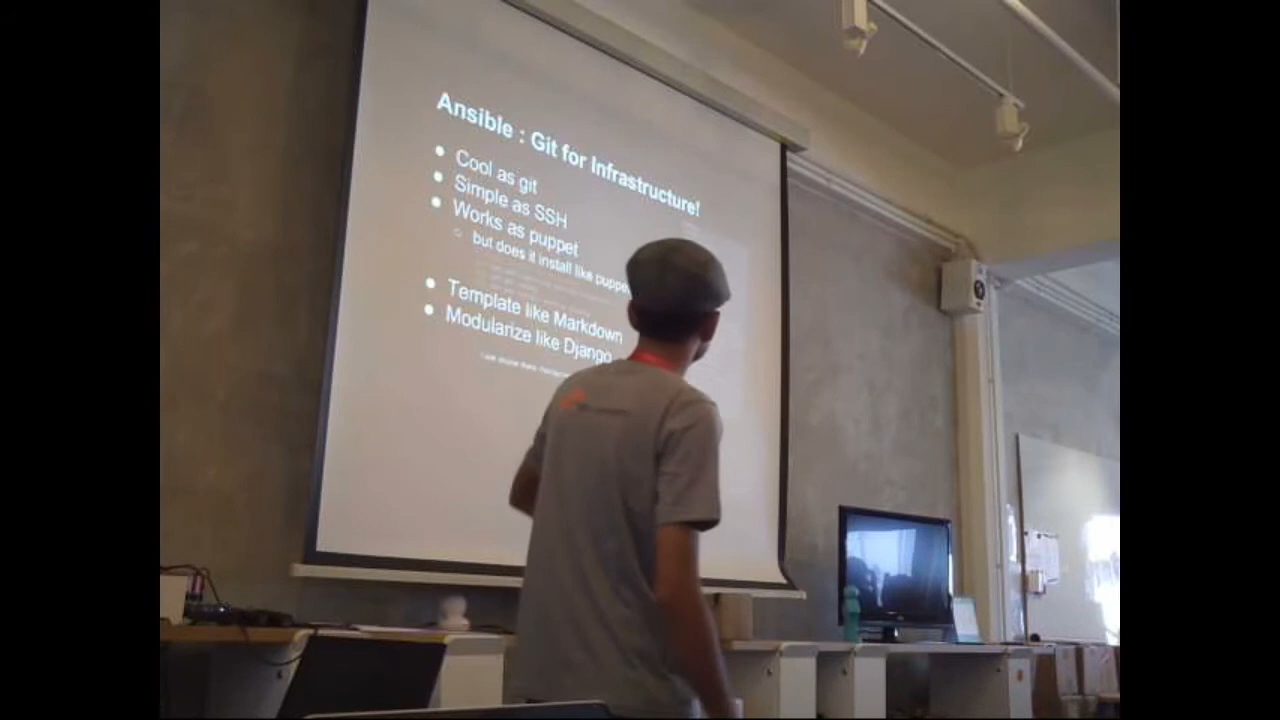 Ansible : Git for Infrastructure!
Cool as git
Simple as SSH
Works as puppet
but does it install like puppe
Template like Markdown
Modularize like Django